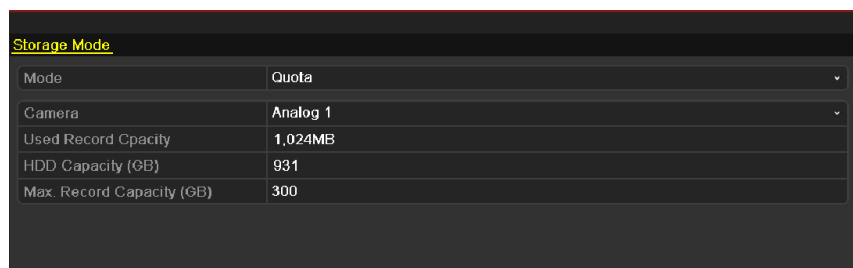 Storage Mode
Mode Quota
Camera Analog 1
Used Record Cpacity 1,024MB
HDD Capacity (GB) 931
Max. Record Capacity (GB) 300